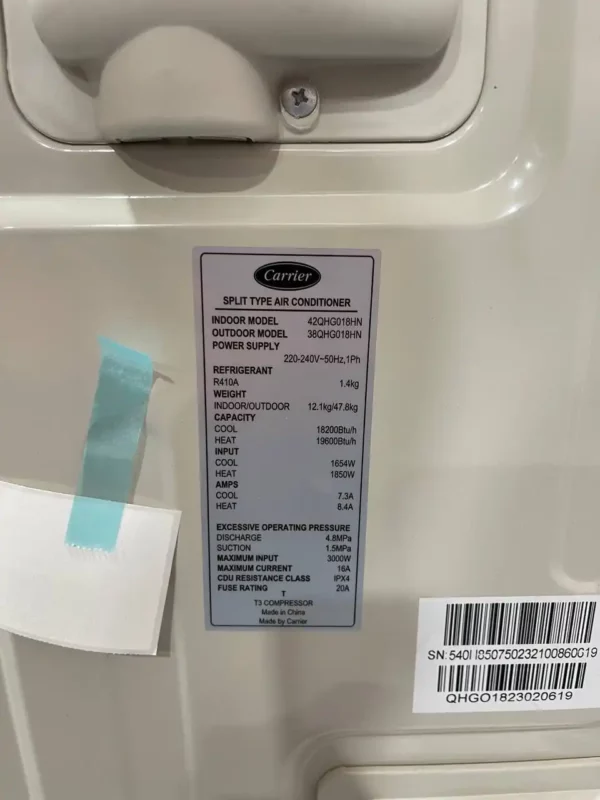 Carrier
SPLIT TYPE AIR CONDITIONER
INDOOR MODEL 42QHG018HN
OUTDOOR MODEL 38QHG018HN
POWER SUPPLY
220-240V~50Hz,1Ph
REFRIGERANT
R410A 1.4kg
WEIGHT
INDOOR/OUTDOOR 12.1kg/47.8kg
CAPACITY
COOL 18200Btu/h
HEAT 19600Btu/h
INPUT
COOL 1654W
HEAT 1850W
AMPS
COOL 7.3A
HEAT 8.4A
EXCESSIVE OPERATING PRESSURE
DISCHARGE 4.8MPa
SUCTION 1.5MPa
MAXIMUM INPUT 3000W
MAXIMUM CURRENT 16A
CDU RESISTANCE CLASS IPX4
FUSE RATING 20A
T
T3 COMPRESSOR
Made in China
Made by Carrier
SN:
QHGO1823020619